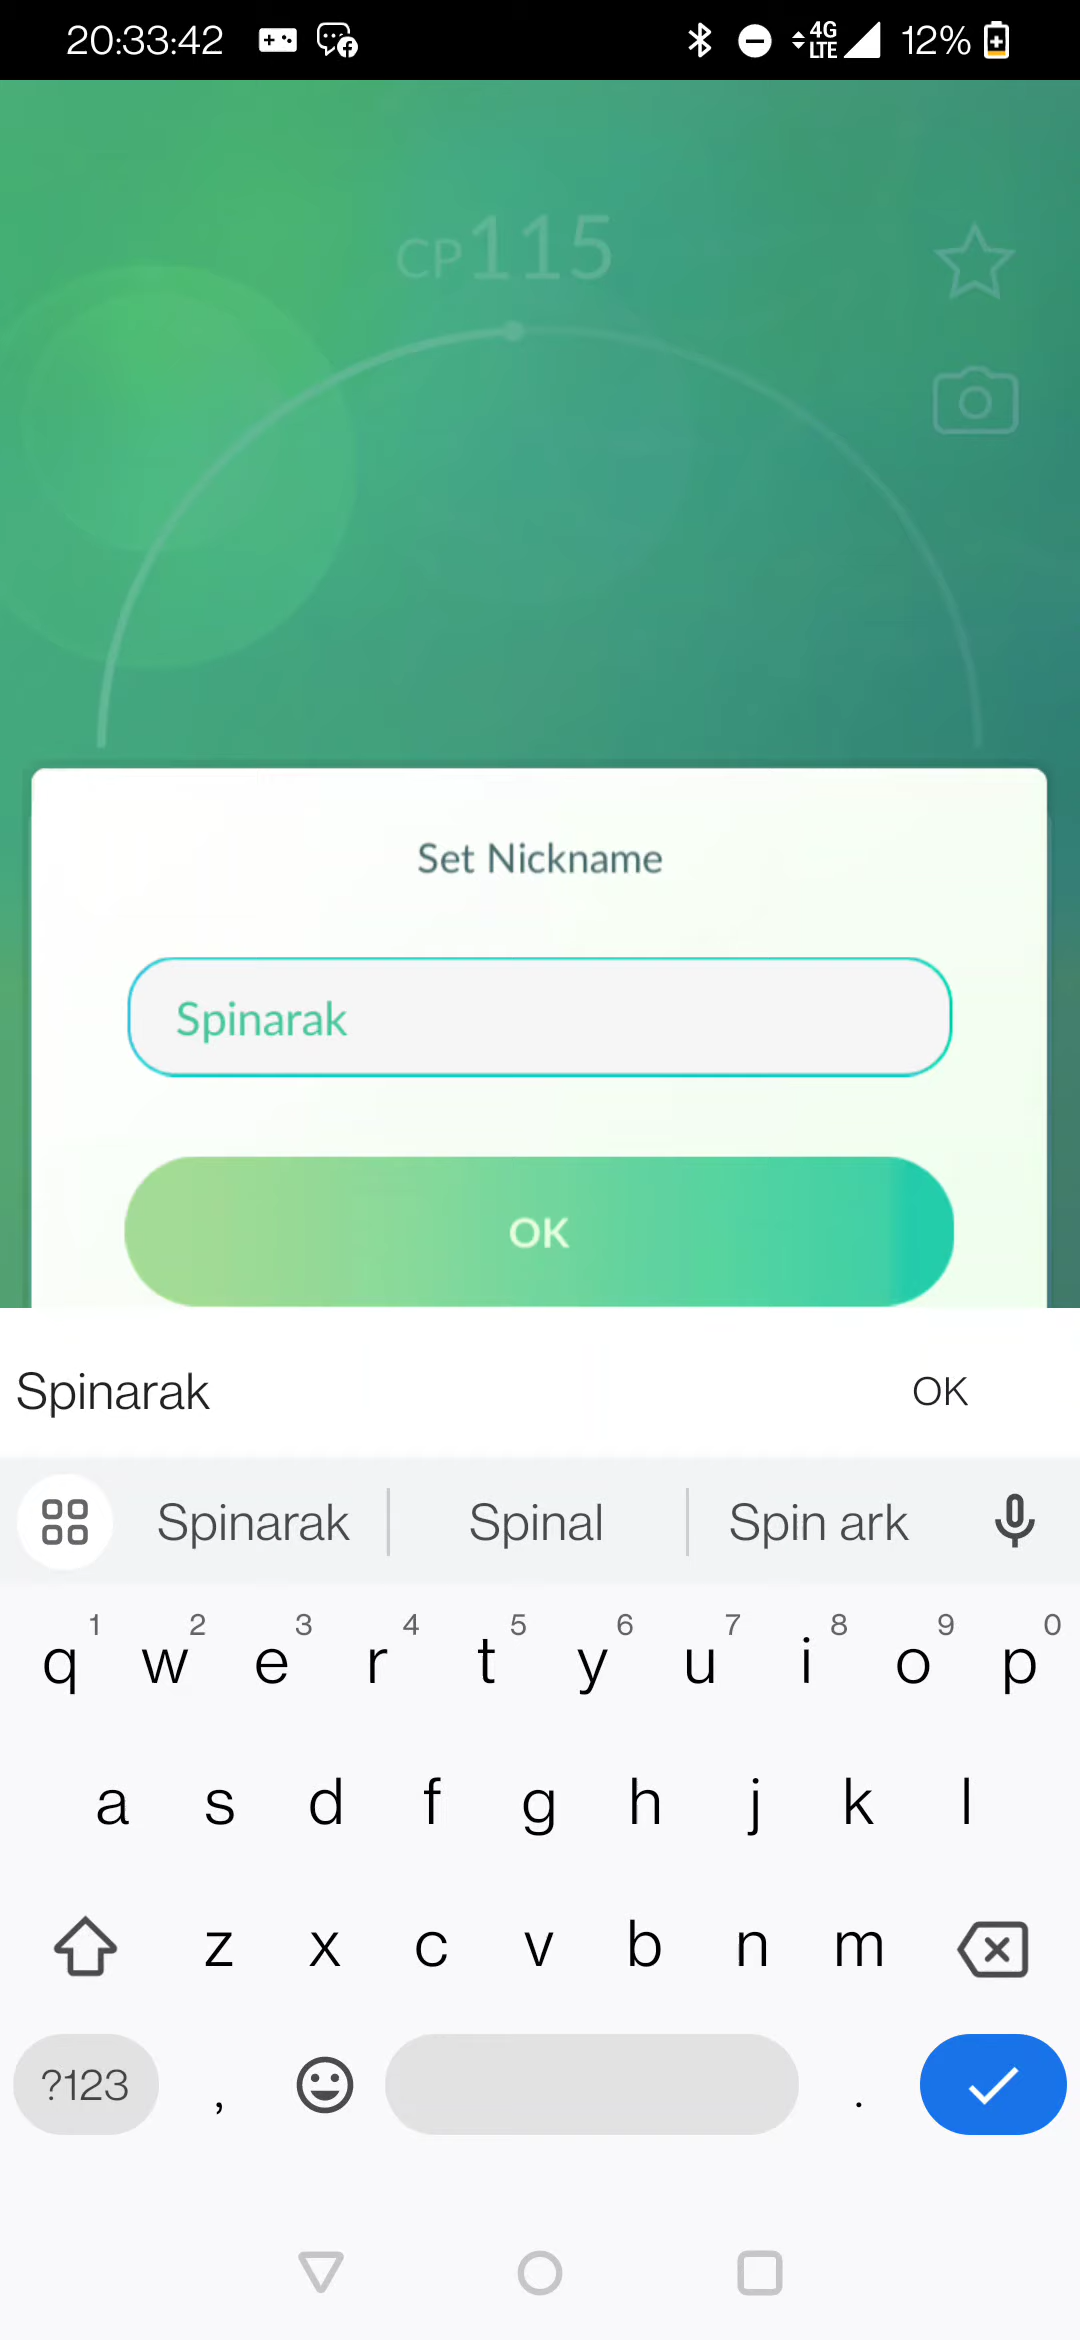 20:33:42 4G LTE 12%
CP115
Set Nickname
Spinarak
OK
Spinarak OK
Spinarak Spinal Spin ark
1 2 3 4 5 6 7 8 9 0
q w e r t y u i o p
a s d f g h j k l
z x c v b n m
?123 , .